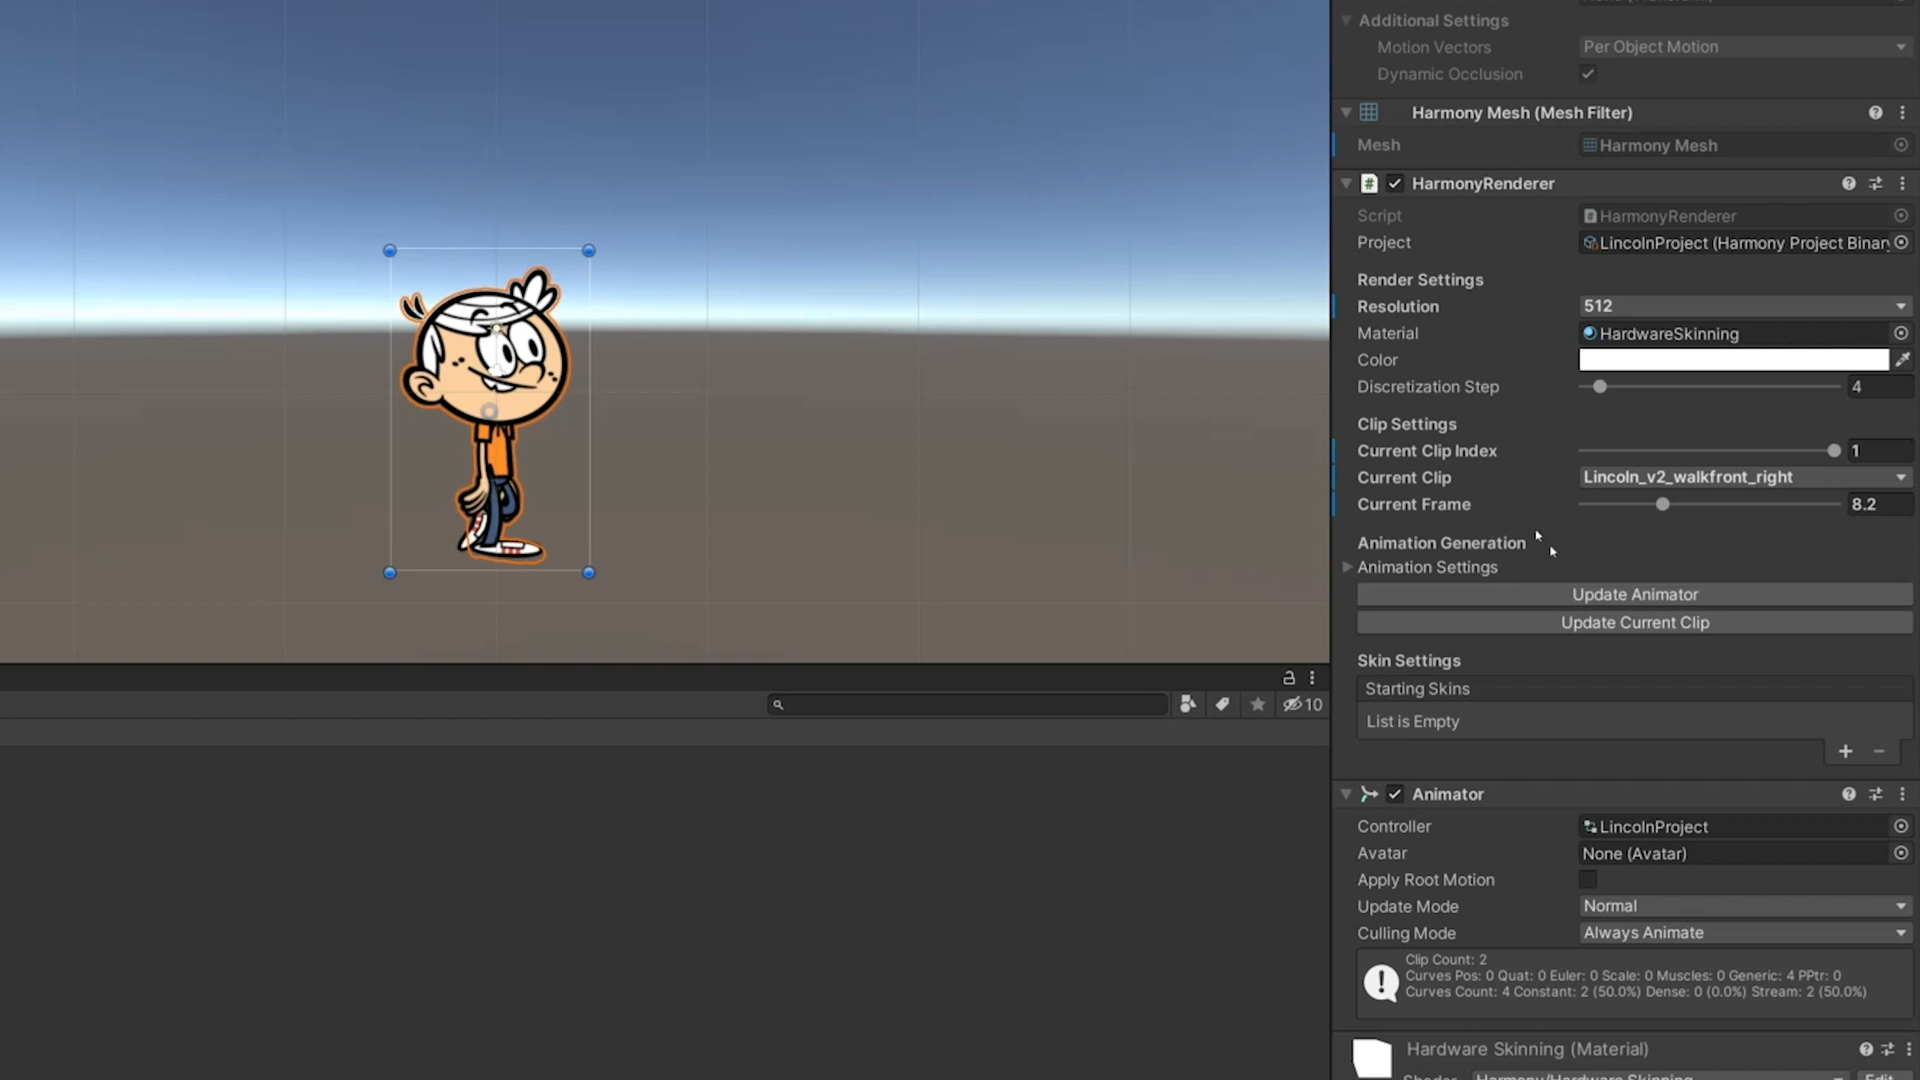 Additional Settings
Motion Vectors Per Object Motion
Dynamic Occlusion
Harmony Mesh (Mesh Filter)
Mesh Harmony Mesh
# HarmonyRenderer
Script HarmonyRenderer
Project LincolnProject (Harmony Project Binary
Render Settings
Resolution 512
Material HardwareSkinning
Color
Discretization Step 4
Clip Settings
Current Clip Index 1
Current Clip Lincoln_v2_walkfront_right
Current Frame 8.2
Animation Generation
Animation Settings
Update Animator
Update Current Clip
Skin Settings
Starting Skins
List is Empty
+ −
10
Animator
Controller LincolnProject
Avatar None (Avatar)
Apply Root Motion
Update Mode Normal
Culling Mode Always Animate
Clip Count: 2
Curves Pos: 0 Quat: 0 Euler: 0 Scale: 0 Muscles: 0 Generic: 4 PPtr: 0
Curves Count: 4 Constant: 2 (50.0%) Dense: 0 (0.0%) Stream: 2 (50.0%)
Hardware Skinning (Material)
Shader Harmony/Hardware Skinning Edit